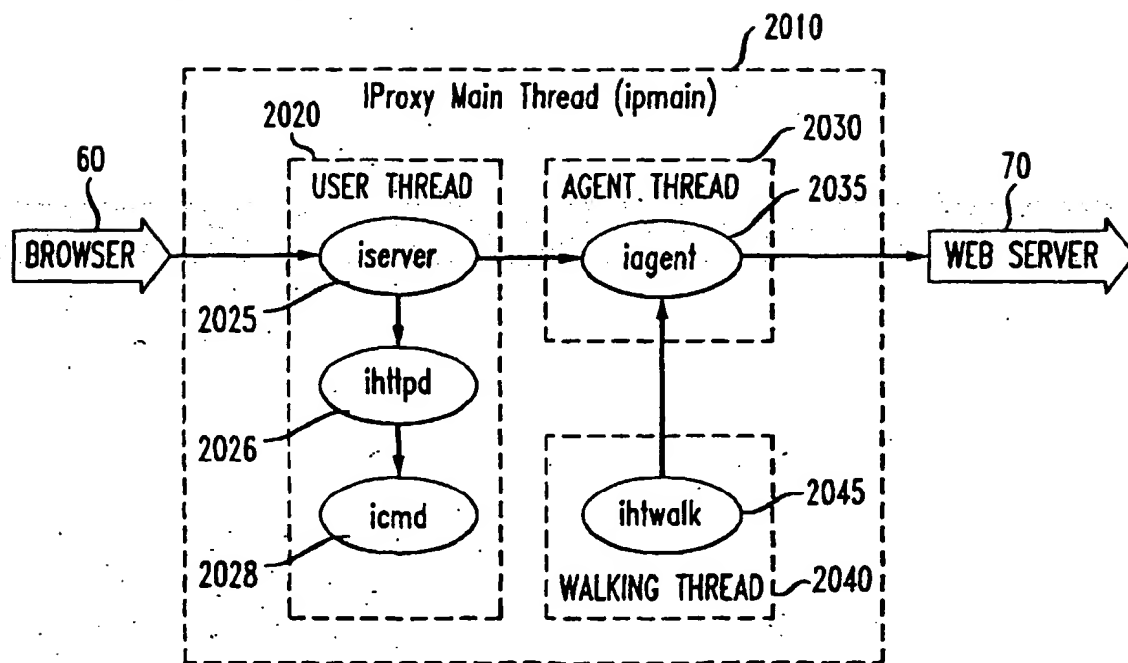 2010
IProxy Main Thread (ipmain)
2020
2030
60
USER THREAD
AGENT THREAD
2035
70
BROWSER
iserver
iagent
WEB SERVER
2025
ihttpd
2026
icmd
ihtwalk
2045
2028
WALKING THREAD
2040